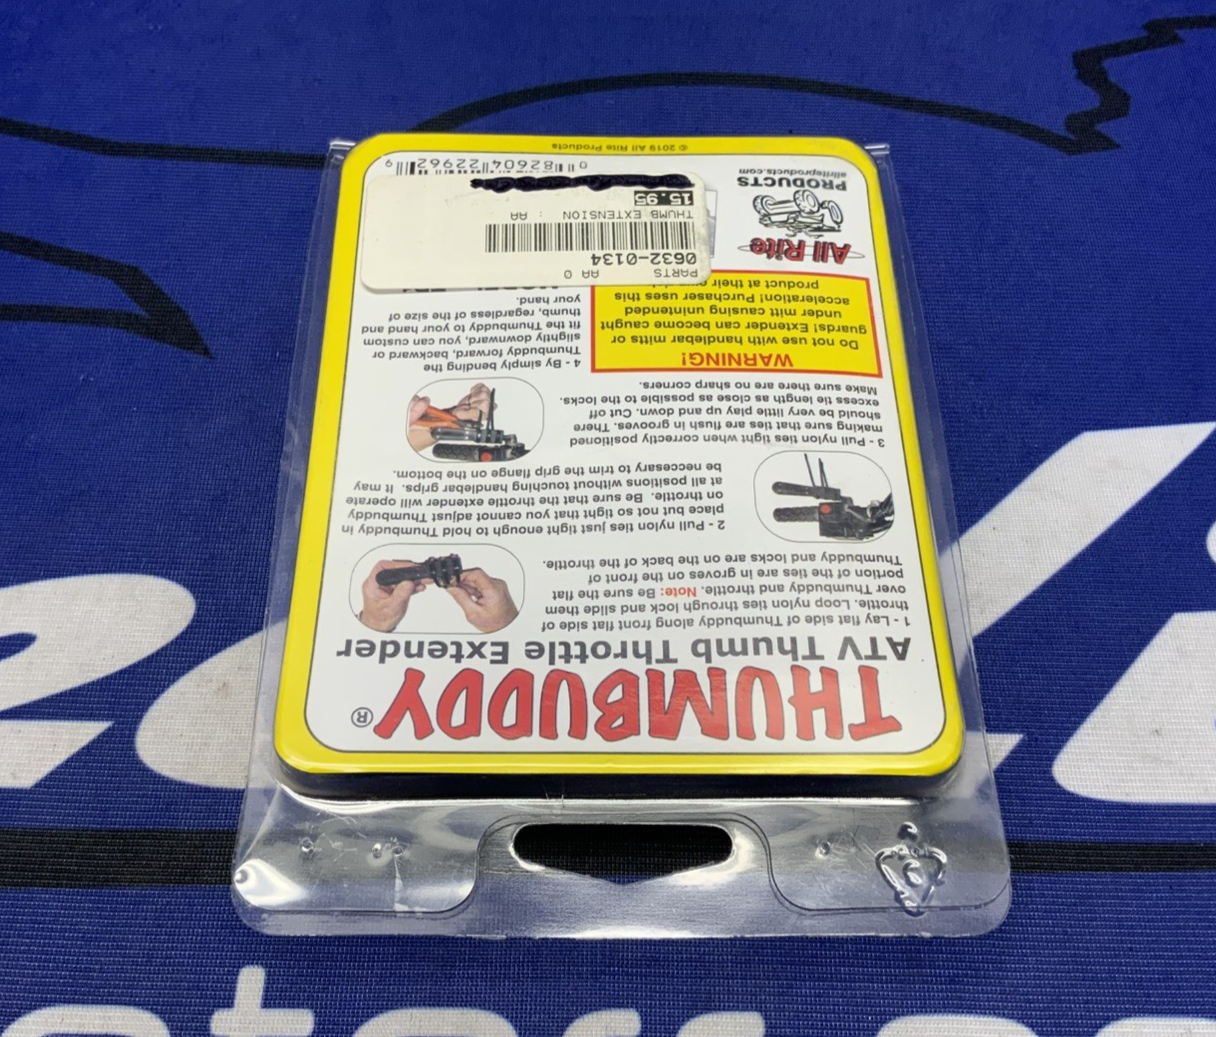 THUMBUDDY®
ATV Thumb Throttle Extender
1 - Lay flat side of Thumbuddy along front flat side of
throttle. Loop nylon ties through lock and slide them
over Thumbuddy and throttle. Note: Be sure the flat
portion of the ties are in groves on the front of
Thumbuddy and locks are on the back of the throttle.
2 - Pull nylon ties just tight enough to hold Thumbuddy in
place but not so tight that you cannot adjust Thumbuddy
on throttle. Be sure that the throttle extender will operate
at all positions without touching handlebar grips. It may
be neccesary to trim the grip flange on the bottom.
3 - Pull nylon ties tight when correctly positioned
making sure that ties are flush in grooves. There
should be very little play up and down. Cut off
excess tie length as close as possible to the locks.
Make sure there are no sharp corners.
4 - By simply bending the
Thumbuddy forward, backward or
slightly downward, you can custom
fit the Thumbuddy to your hand and
thumb, regardless of the size of
your hand.
WARNING!
Do not use with handlebar mitts or
guards! Extender can become caught
under mitt causing unintended
acceleration! Purchaser uses this
product at their
All Rite
PRODUCTS
allriteproducts.com
PARTS AA 0
0632-0134
THUMB EXTENSION : AA
15.95
0 82604 22962 9
© 2019 All Rite Products